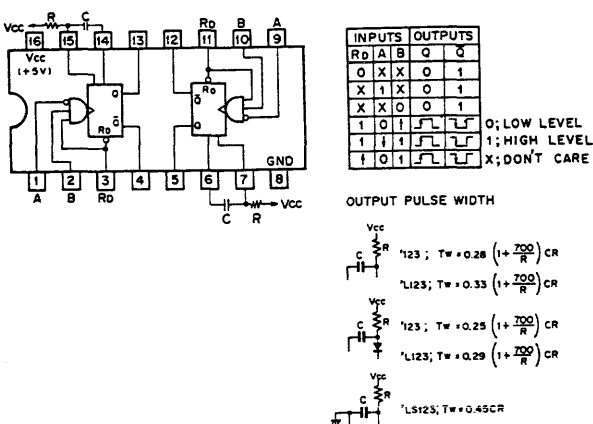 Vcc R C RD B A
16 15 14 13 12 11 10 9
Vcc
(+5V)
Q Q̄ RD
RD Q̄ Q
GND
1 2 3 4 5 6 7 8
A B RD
C R Vcc
INPUTS OUTPUTS
RD A B Q Q̄
0 X X 0 1
X 1 X 0 1
X X 0 0 1
1 0 ↑ 0; LOW LEVEL
1 ↓ 1 1; HIGH LEVEL
↑ 0 1 X; DON'T CARE
OUTPUT PULSE WIDTH
Vcc
C R '123; Tw = 0.28 (1+ 700/R) CR
'L123; Tw = 0.33 (1+ 700/R) CR
Vcc
C R '123; Tw = 0.25 (1+ 700/R) CR
'L123; Tw = 0.29 (1+ 700/R) CR
Vcc
C R 'LS123; Tw = 0.45CR